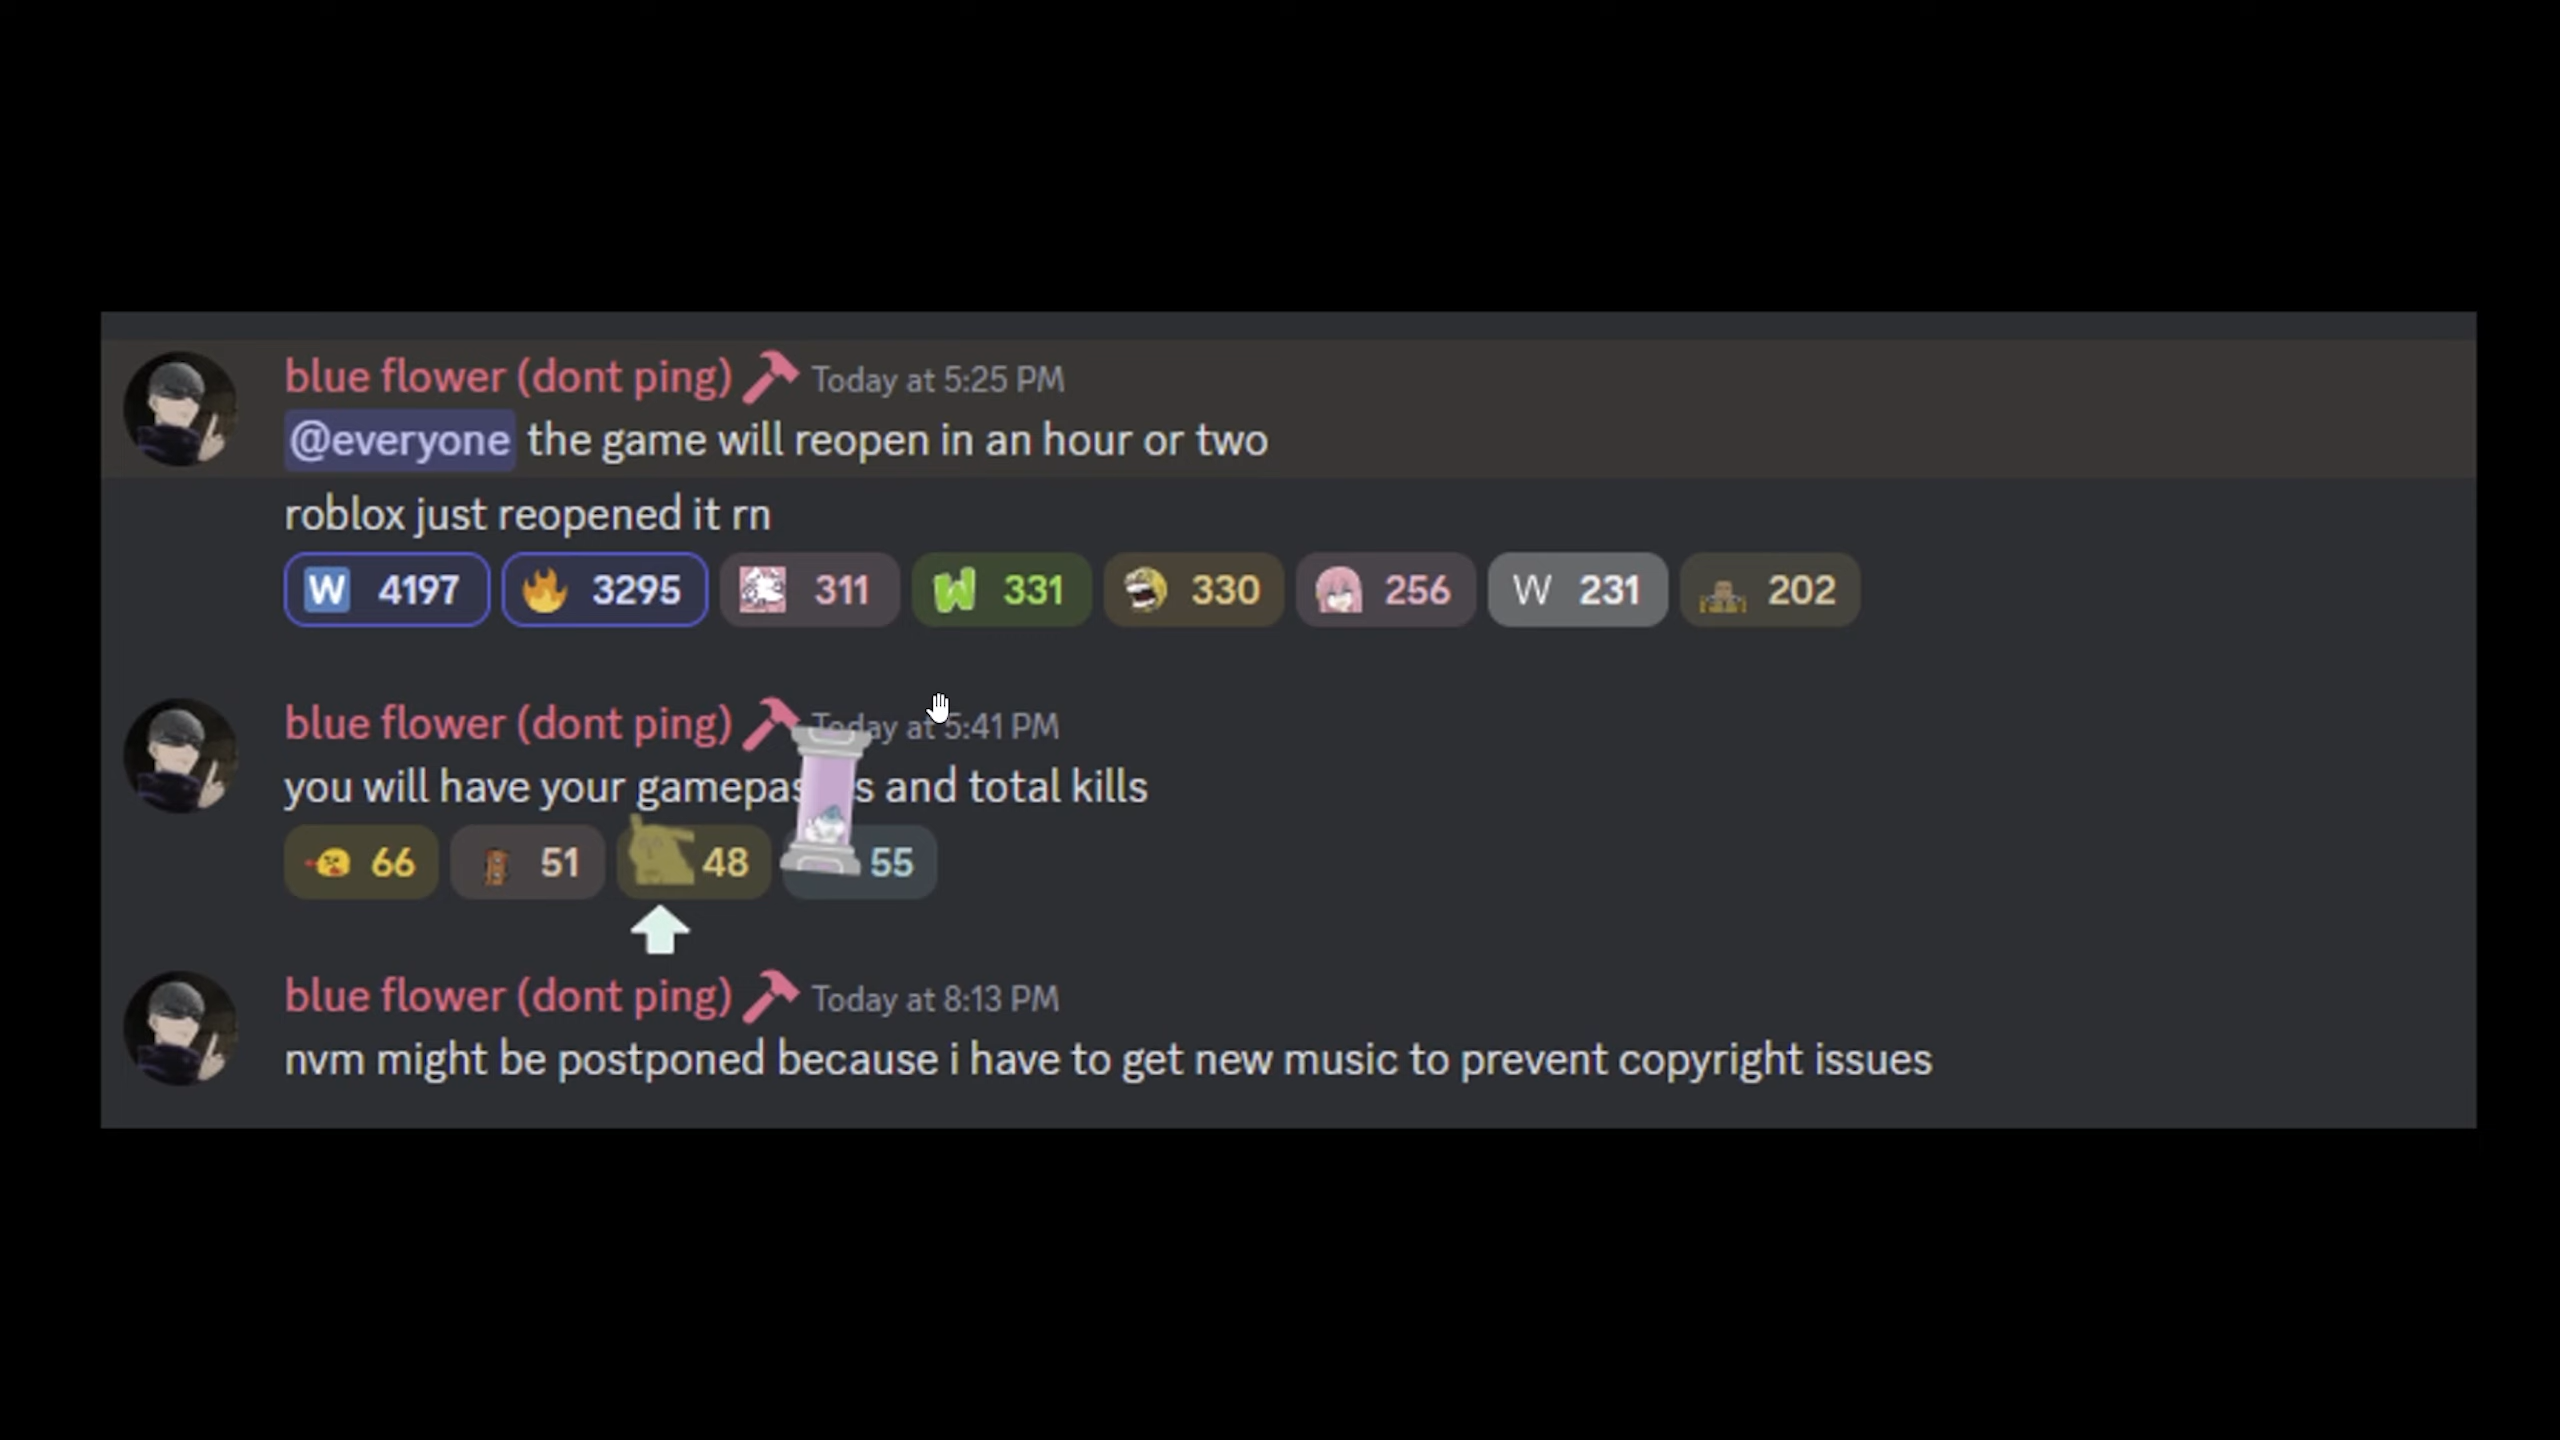 blue flower (dont ping) Today at 5:25 PM
@everyone the game will reopen in an hour or two
roblox just reopened it rn
W 4197 3295 311 W 331 330 256 W 231 202
blue flower (dont ping) Today at 5:41 PM
you will have your and total kills
66 51 48 55
blue flower (dont ping) Today at 8:13 PM
nvm might be postponed because i have to get new music to prevent copyright issues